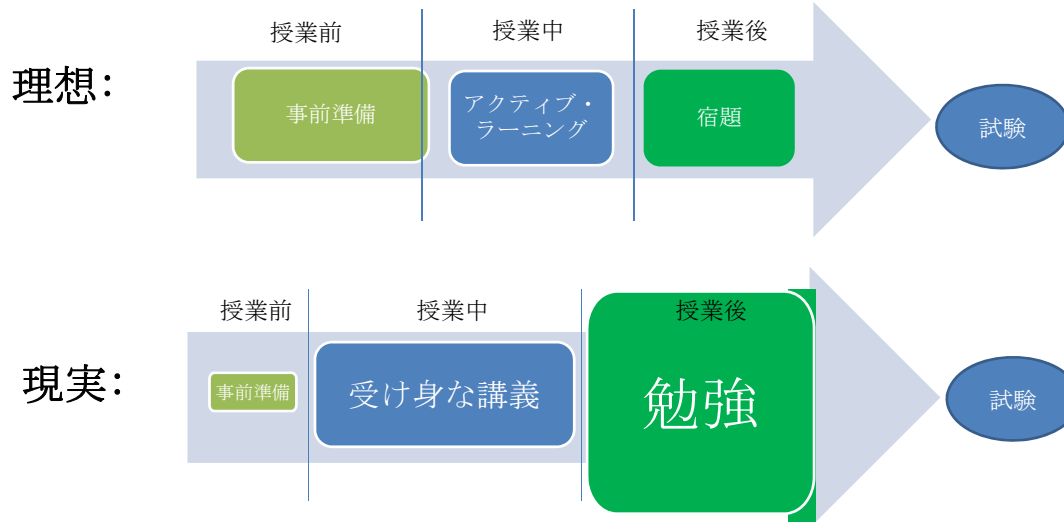 授業前
授業中
授業後
理想:
事前準備
アクティブ・
ラーニング
宿題
試験
授業前
授業中
授業後
現実:
事前準備
受け身な講義
勉強
試験